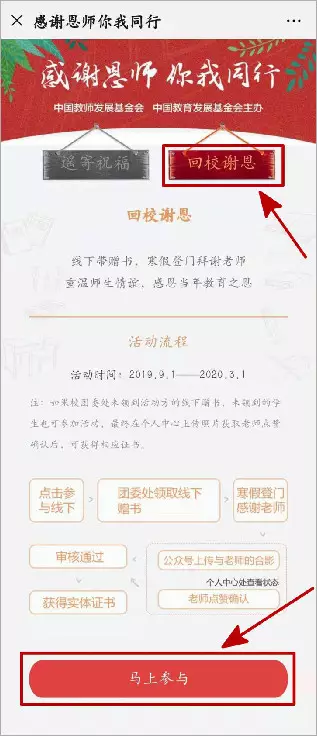 感谢恩师你我同行
感谢恩师 你我同行
中国教师发展基金会 中国教育发展基金会主办
遥寄祝福
回校谢恩
回校谢恩
线下带赠书，寒假登门拜谢老师
重温师生情谊，感恩当年教育之恩
活动流程
活动时间：2019.9.1——2020.3.1
注：如果校团委处未领到活动方的线下赠书，未领到的学
生也可参加活动，最终在个人中心上传照片获取老师点赞
确认后，可获得相应证书。
点击参
与线下
团委处领取线下
赠书
寒假登门
感谢老师
公众号上传与老师的合影
个人中心处查看状态
老师点赞确认
审核通过
获得实体证书
马上参与